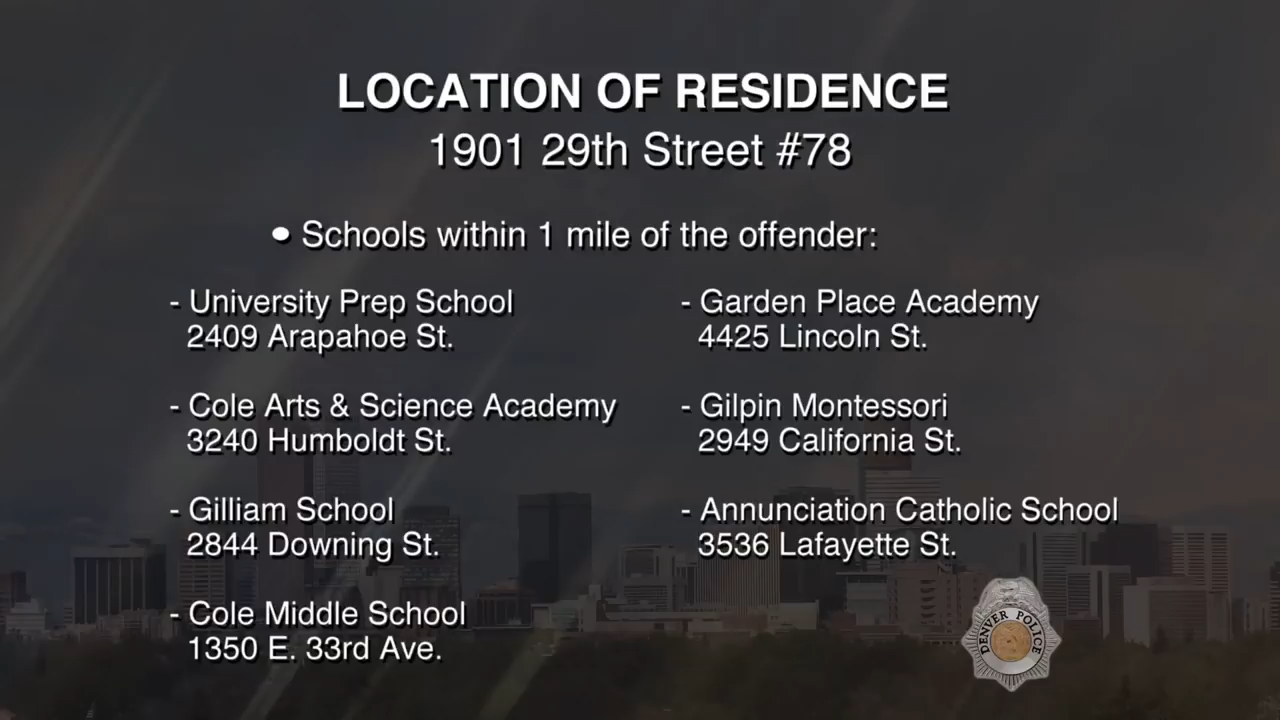 LOCATION OF RESIDENCE
1901 29th Street #78
• Schools within 1 mile of the offender:
- University Prep School
2409 Arapahoe St.
- Cole Arts & Science Academy
3240 Humboldt St.
- Gilliam School
2844 Downing St.
- Cole Middle School
1350 E. 33rd Ave.
- Garden Place Academy
4425 Lincoln St.
- Gilpin Montessori
2949 California St.
- Annunciation Catholic School
3536 Lafayette St.
DENVER POLICE